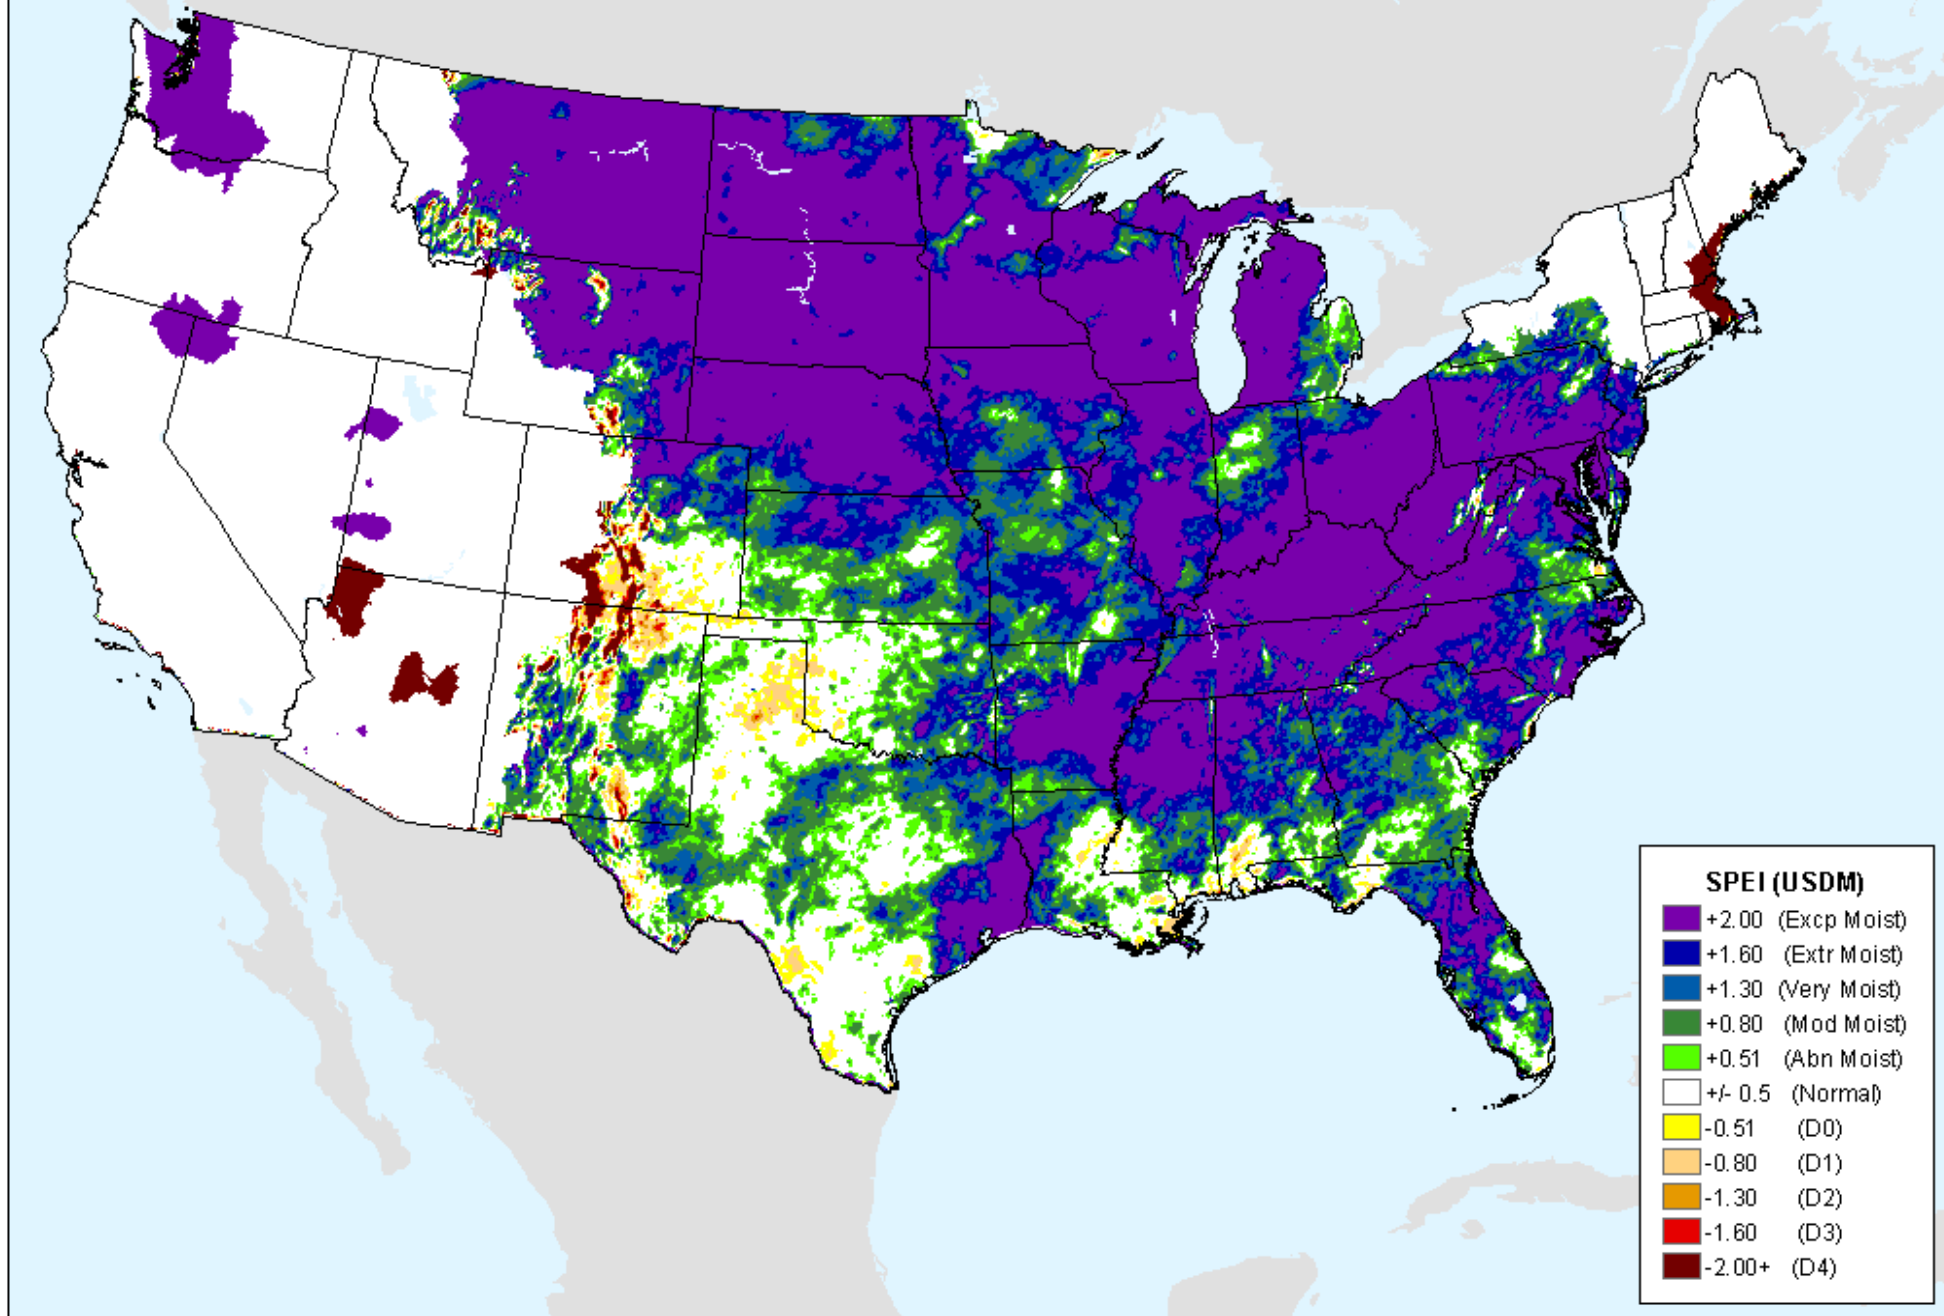 SPEI (USDM)
+2.00 (Excp Moist)
+1.60 (Extr Moist)
+1.30 (Very Moist)
+0.80 (Mod Moist)
+0.51 (Abn Moist)
+/- 0.5 (Normal)
-0.51 (D0)
-0.80 (D1)
-1.30 (D2)
-1.60 (D3)
-2.00+ (D4)